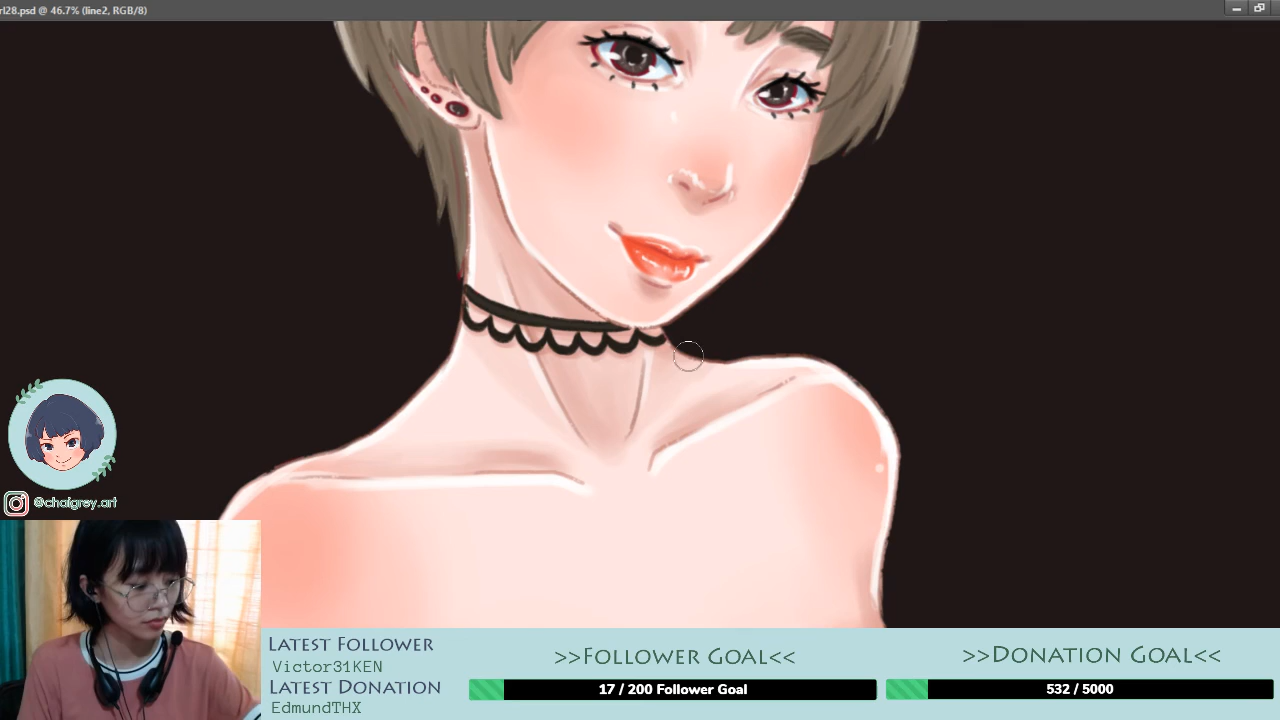 rl28.psd @ 46.7% (line2, RGB/8)
@chaigrey.art
LATEST FOLLOWER
Victor31KEN
LATEST DONATION
EdmundTHX
>>FOLLOWER GOAL<<
17 / 200 Follower Goal
>>DONATION GOAL<<
532 / 5000